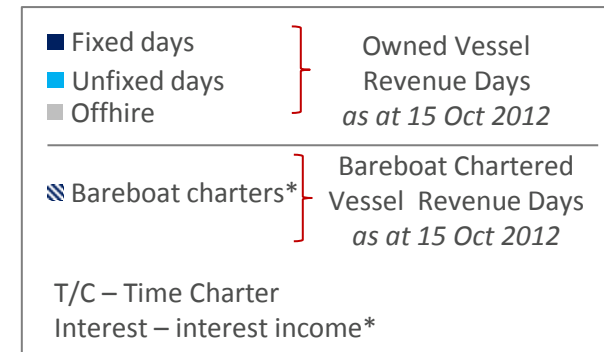 Fixed days
Unfixed days
Offhire
Owned Vessel
Revenue Days
as at 15 Oct 2012
Bareboat charters*
Bareboat Chartered
Vessel Revenue Days
as at 15 Oct 2012
T/C – Time Charter
Interest – interest income*